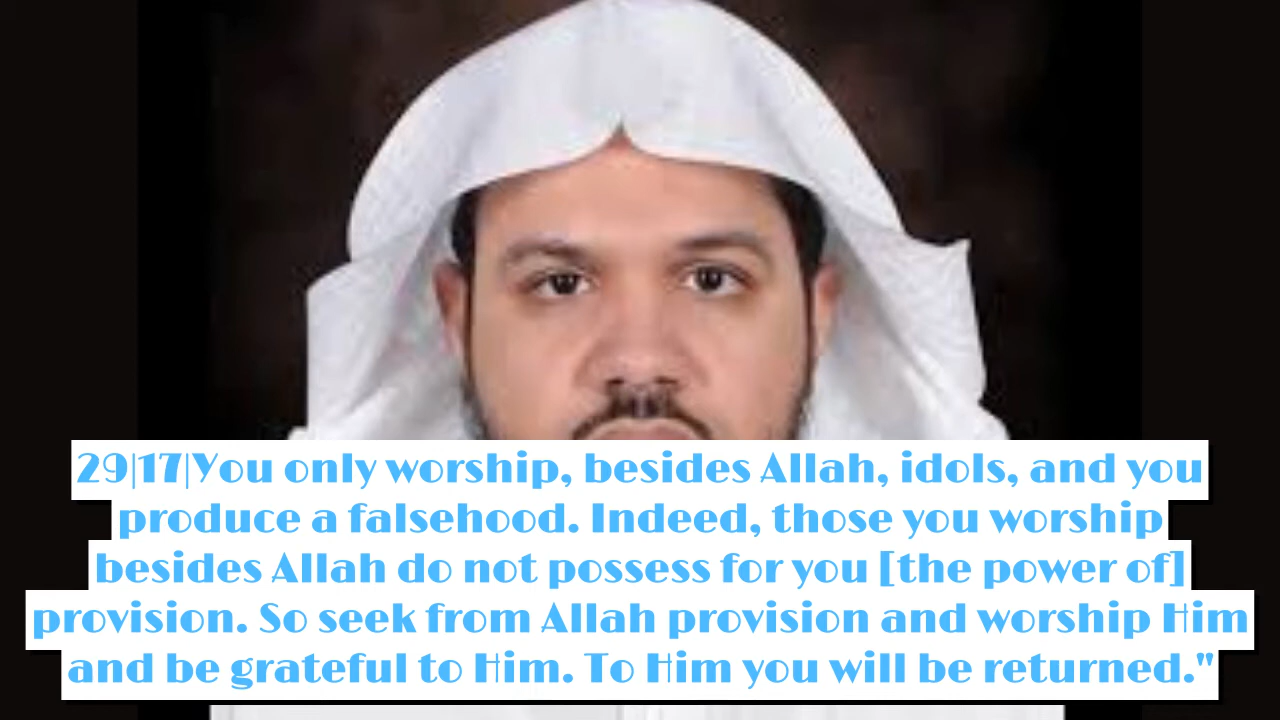 29|17|You only worship, besides Allah, idols, and you
produce a falsehood. Indeed, those you worship
besides Allah do not possess for you [the power of]
provision. So seek from Allah provision and worship Him
and be grateful to Him. To Him you will be returned."